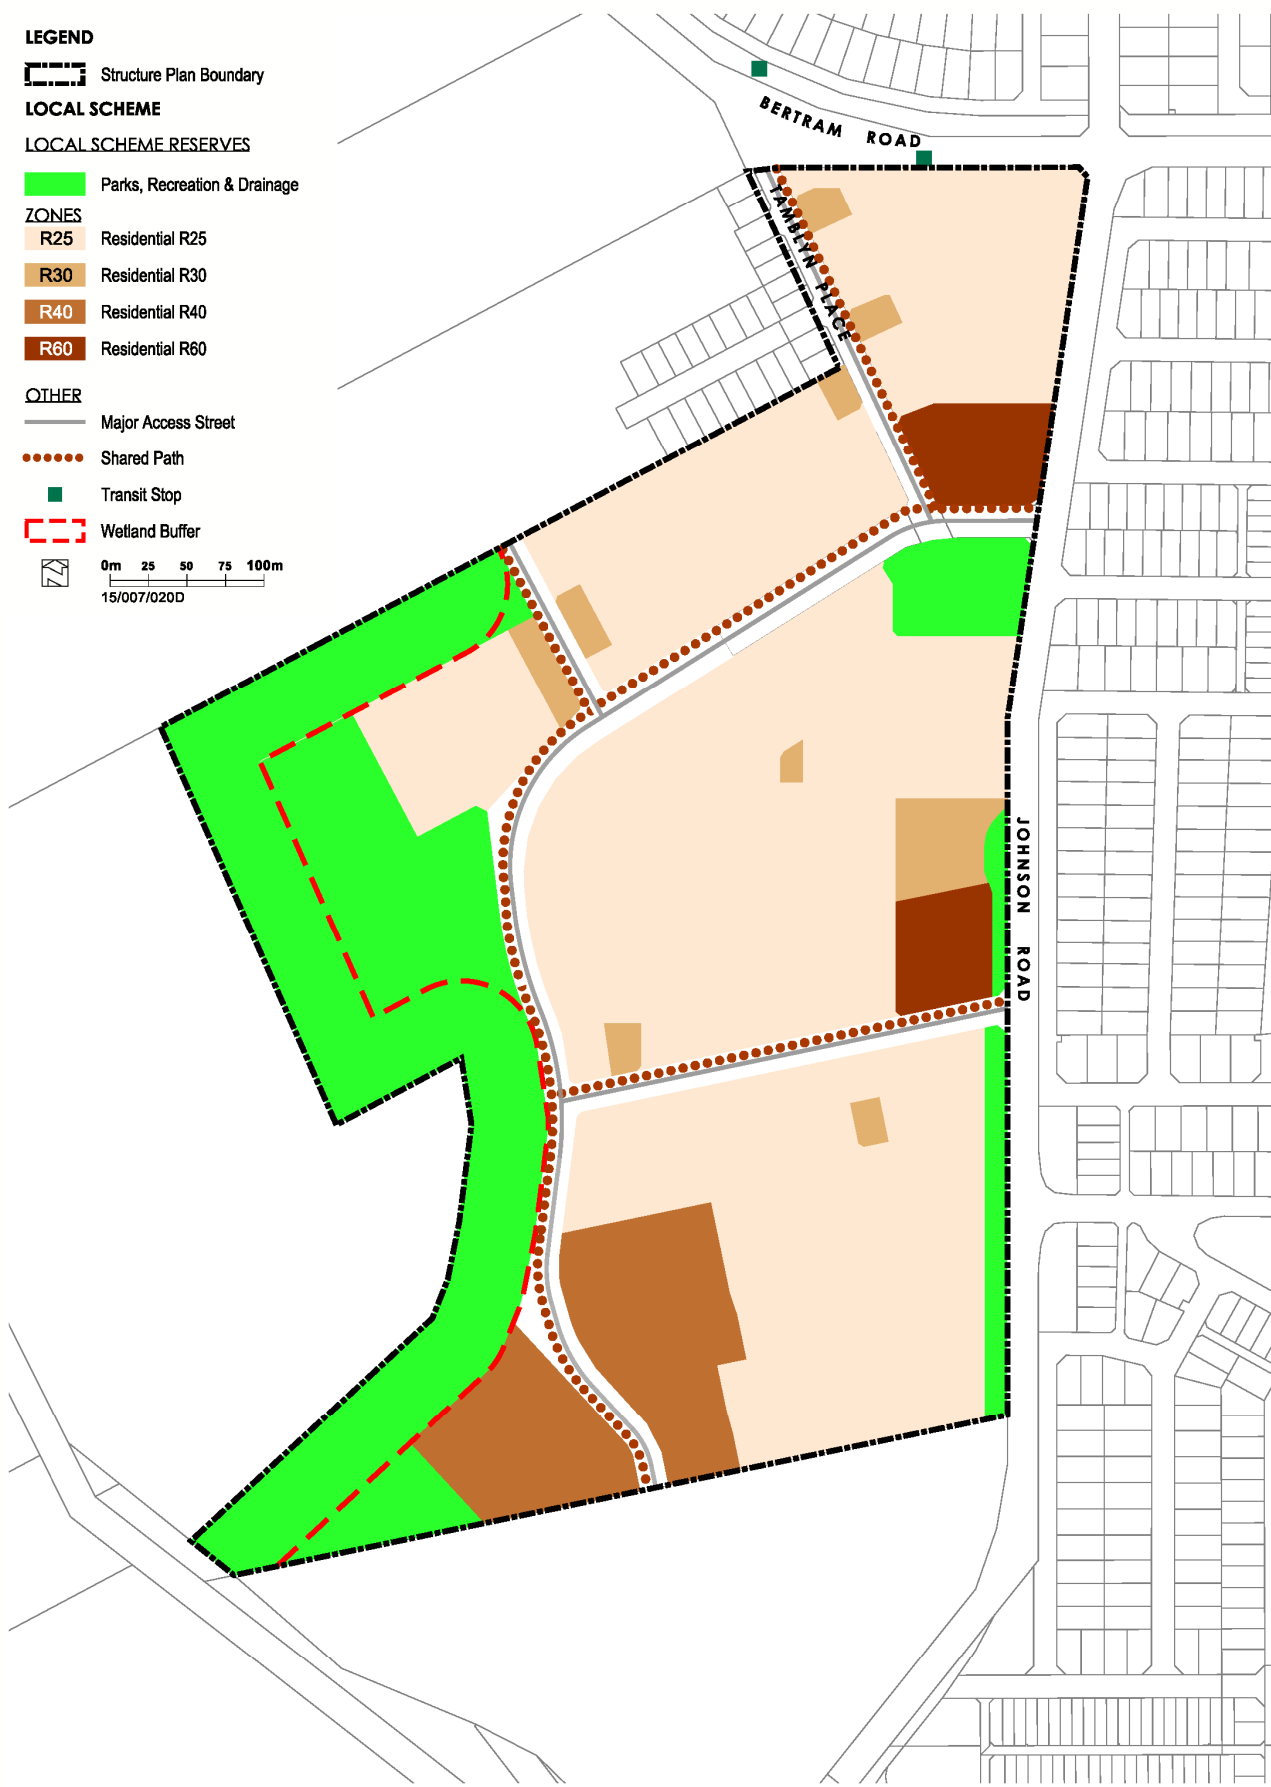 LEGEND
Structure Plan Boundary
LOCAL SCHEME
LOCAL SCHEME RESERVES
Parks, Recreation & Drainage
ZONES
R25 Residential R25
R30 Residential R30
R40 Residential R40
R60 Residential R60
OTHER
Major Access Street
Shared Path
Transit Stop
Wetland Buffer
0m 25 50 75 100m
15/007/020D
BERTRAM ROAD
TAMBLYN PLACE
JOHNSON ROAD